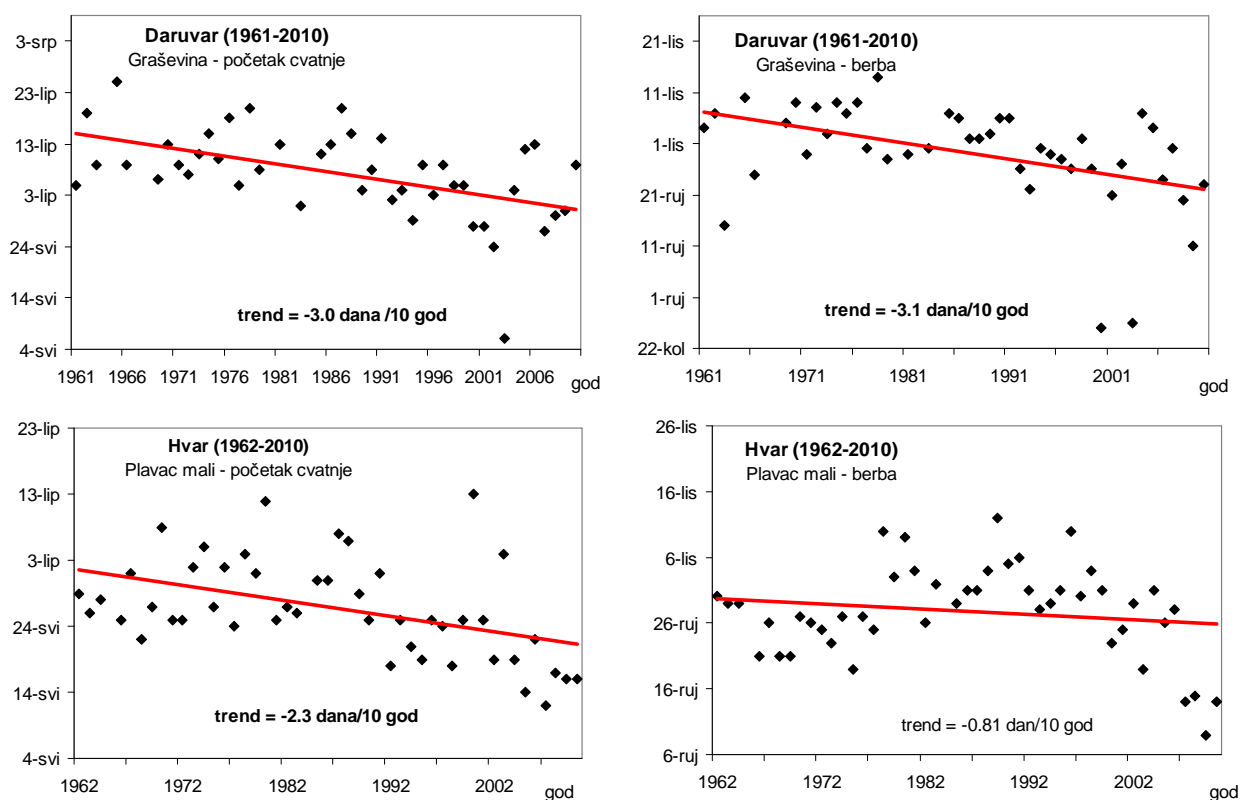 Daruvar (1961-2010)
Graševina - početak cvatnje
3-srp
23-lip
13-lip
3-lip
24-svi
14-svi
4-svi
trend = -3.0 dana /10 god
1961 1966 1971 1976 1981 1986 1991 1996 2001 2006 god
Daruvar (1961-2010)
Graševina - berba
21-lis
11-lis
1-lis
21-ruj
11-ruj
1-ruj
22-kol
trend = -3.1 dana/10 god
1961 1971 1981 1991 2001 god
Hvar (1962-2010)
Plavac mali - početak cvatnje
23-lip
13-lip
3-lip
24-svi
14-svi
4-svi
trend = -2.3 dana/10 god
1962 1972 1982 1992 2002 god
Hvar (1962-2010)
Plavac mali - berba
26-lis
16-lis
6-lis
26-ruj
16-ruj
6-ruj
trend = -0.81 dan/10 god
1962 1972 1982 1992 2002 god